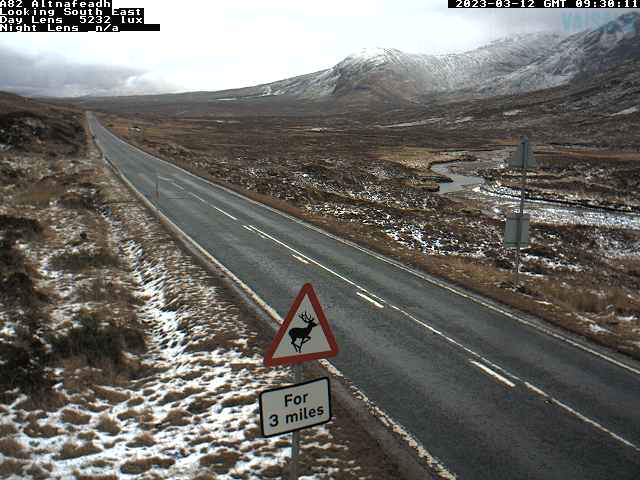 A82 Altnafeadh
Looking South East
Day Lens 5232 lux
Night Lens n/a
2023-03-12 GMT 09:30:11
VAISALA
For
3 miles